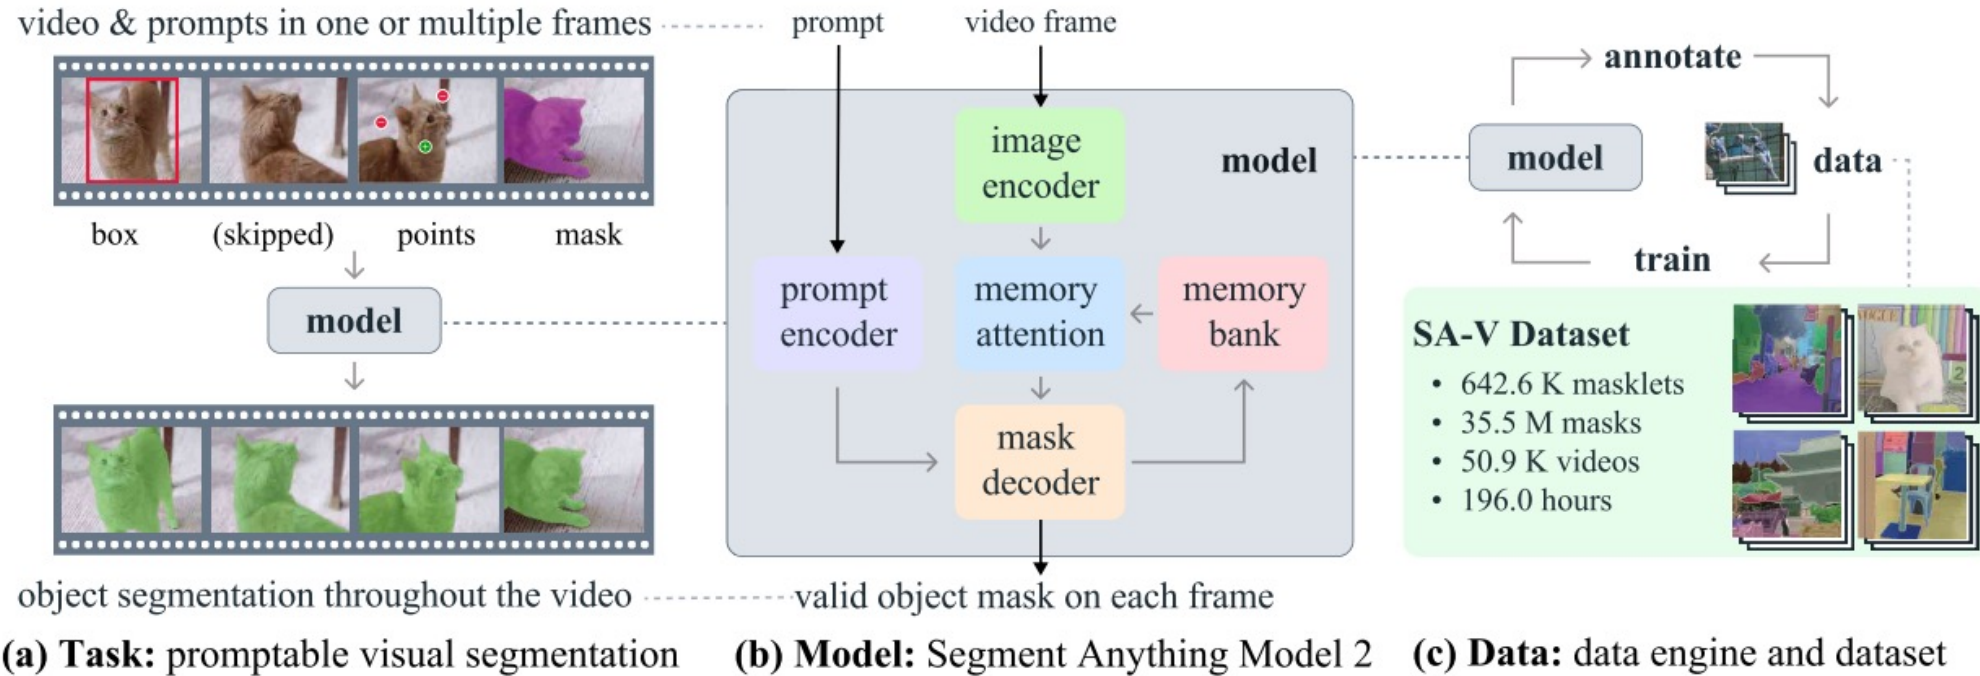 video & prompts in one or multiple frames
box
(skipped)
points
mask
model
object segmentation throughout the video
(a) Task: promptable visual segmentation
prompt
video frame
image
encoder
model
prompt
encoder
memory
attention
memory
bank
mask
decoder
valid object mask on each frame
(b) Model: Segment Anything Model 2
annotate
model
data
train
SA-V Dataset
• 642.6 K masklets
• 35.5 M masks
• 50.9 K videos
• 196.0 hours
VOGUE
2
(c) Data: data engine and dataset